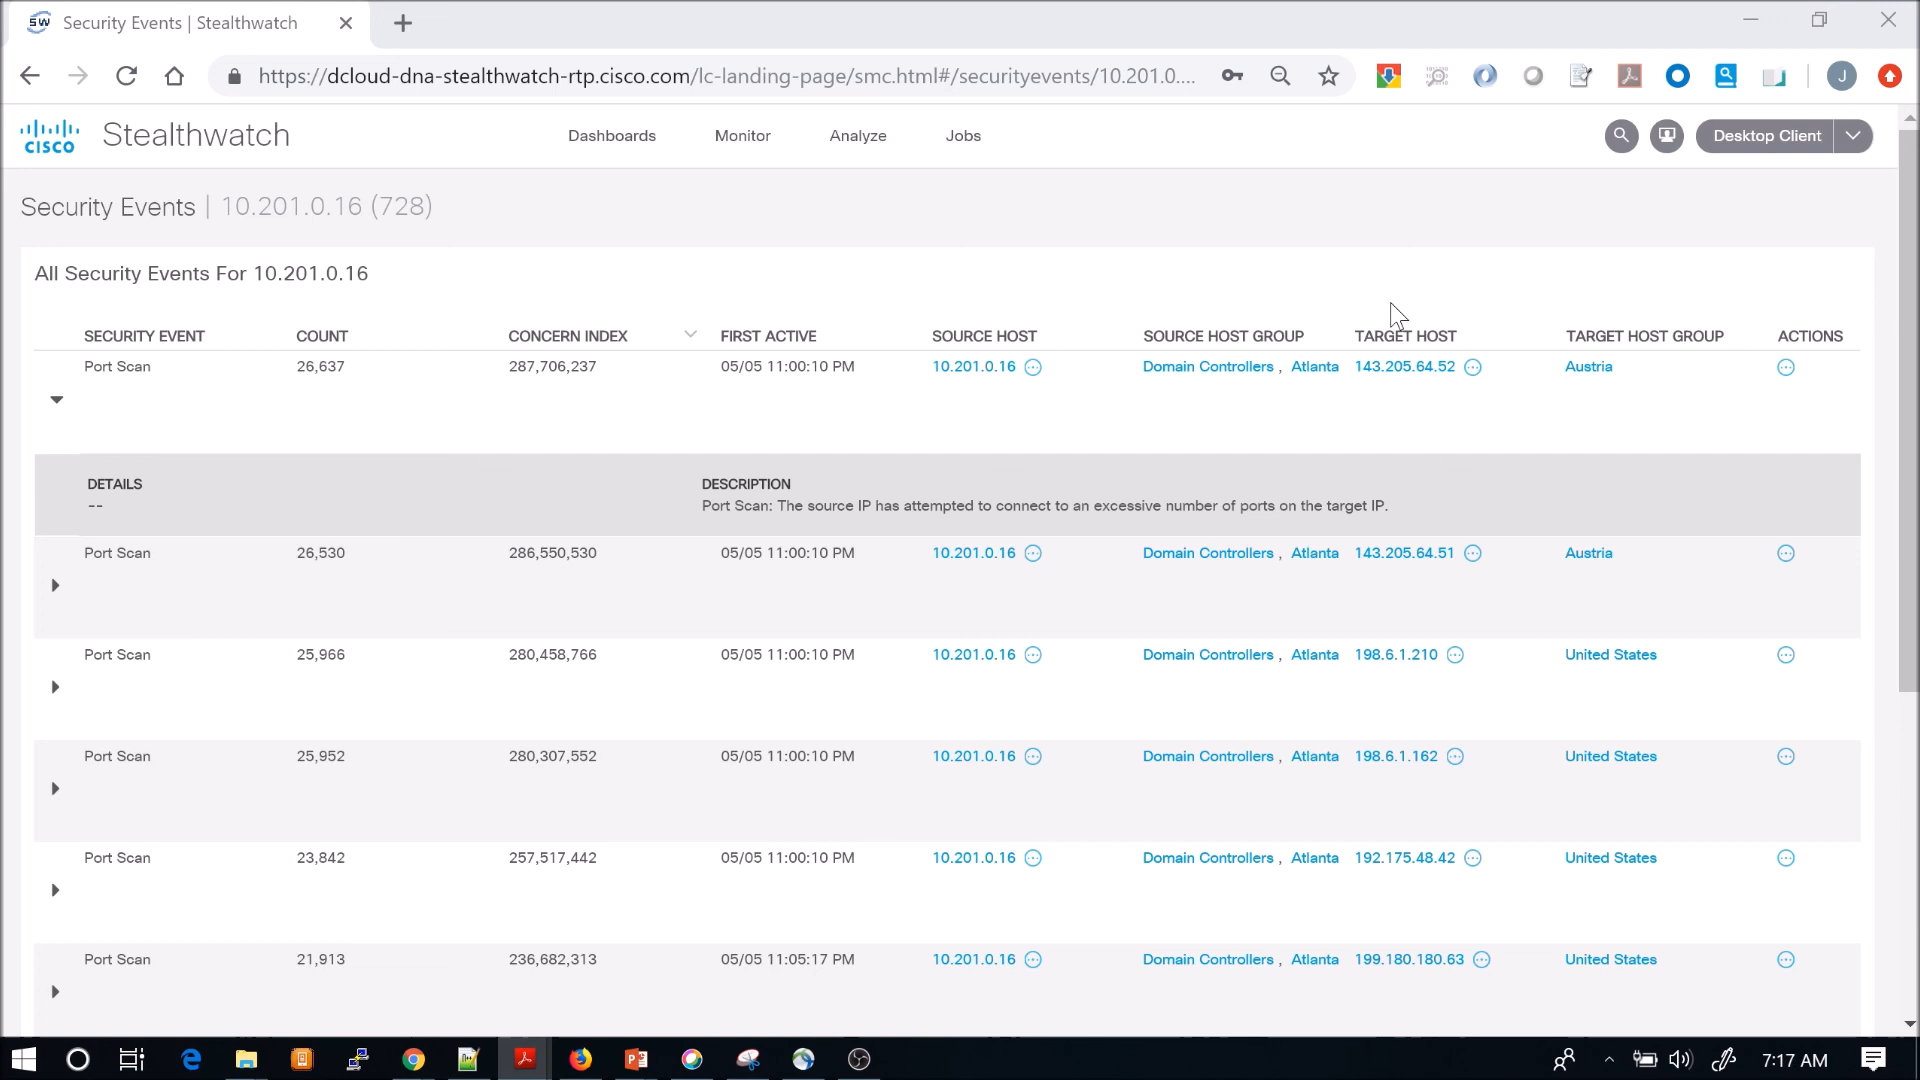 SW Security Events | Stealthwatch
https://dcloud-dna-stealthwatch-rtp.cisco.com/lc-landing-page/smc.html#/securityevents/10.201.0.... J
CISCO Stealthwatch Dashboards Monitor Analyze Jobs Desktop Client
Security Events | 10.201.0.16 (728)
All Security Events For 10.201.0.16
SECURITY EVENT COUNT CONCERN INDEX FIRST ACTIVE SOURCE HOST SOURCE HOST GROUP TARGET HOST TARGET HOST GROUP ACTIONS
Port Scan 26,637 287,706,237 05/05 11:00:10 PM 10.201.0.16 Domain Controllers , Atlanta 143.205.64.52 Austria
DETAILS DESCRIPTION
-- Port Scan: The source IP has attempted to connect to an excessive number of ports on the target IP.
Port Scan 26,530 286,550,530 05/05 11:00:10 PM 10.201.0.16 Domain Controllers , Atlanta 143.205.64.51 Austria
Port Scan 25,966 280,458,766 05/05 11:00:10 PM 10.201.0.16 Domain Controllers , Atlanta 198.6.1.210 United States
Port Scan 25,952 280,307,552 05/05 11:00:10 PM 10.201.0.16 Domain Controllers , Atlanta 198.6.1.162 United States
Port Scan 23,842 257,517,442 05/05 11:00:10 PM 10.201.0.16 Domain Controllers , Atlanta 192.175.48.42 United States
Port Scan 21,913 236,682,313 05/05 11:05:17 PM 10.201.0.16 Domain Controllers , Atlanta 199.180.180.63 United States
7:17 AM